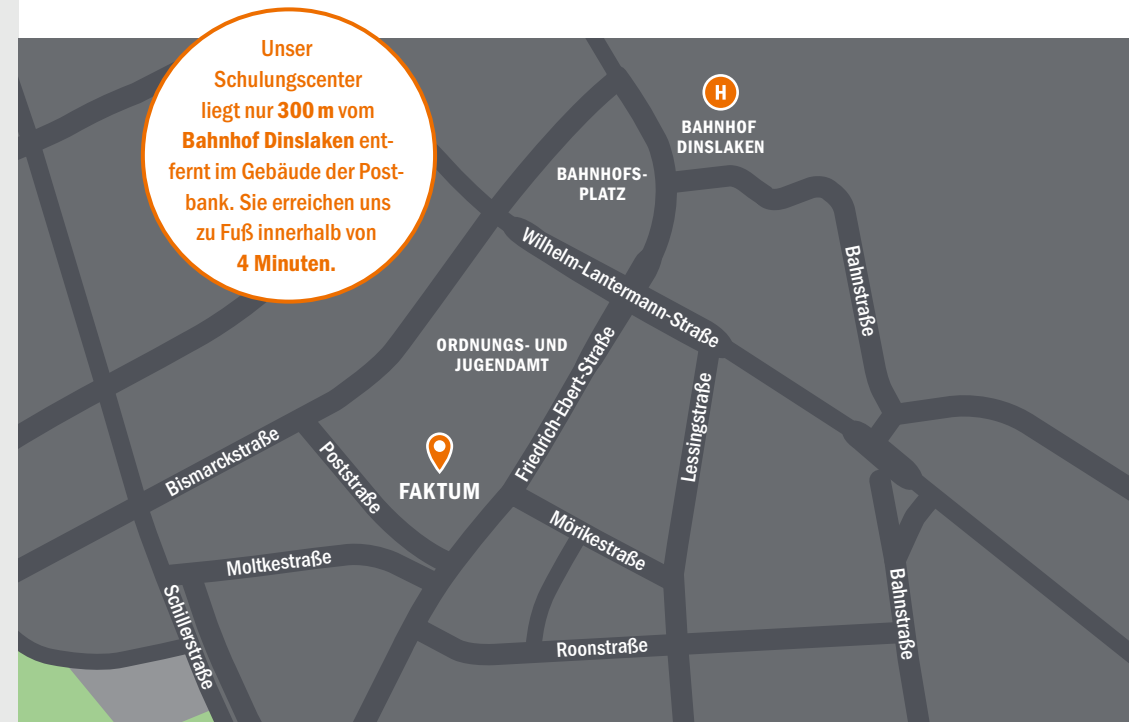 Unser
Schulungscenter
liegt nur 300 m vom
Bahnhof Dinslaken ent-
fernt im Gebäude der Post-
bank. Sie erreichen uns
zu Fuß innerhalb von
4 Minuten.
H
BAHNHOF
DINSLAKEN
BAHNHOFS-
PLATZ
Wilhelm-Lantermann-Straße
Bahnstraße
ORDNUNGS- UND
JUGENDAMT
Friedrich-Ebert-Straße
Lessingstraße
Bismarckstraße
Poststraße
FAKTUM
Mörikestraße
Moltkestraße
Schillerstraße
Roonstraße
Bahnstraße